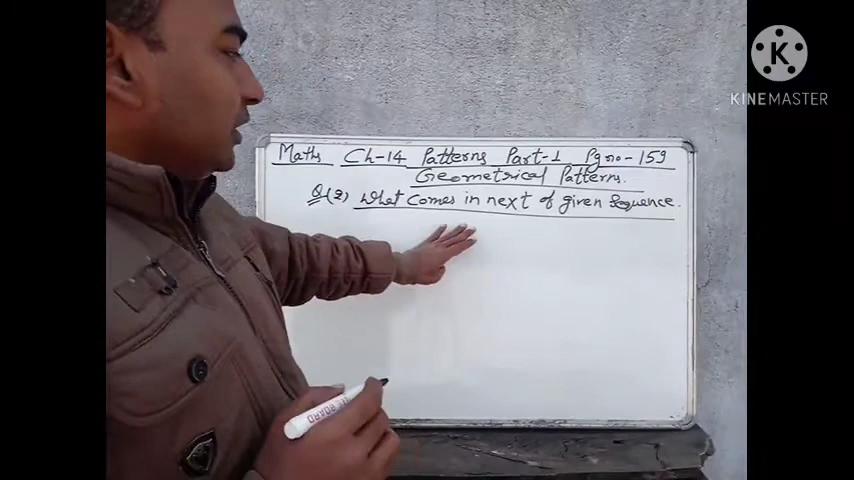 Maths Ch-14 Patterns Part-1 Pg no-159
Geometrical Patterns.
Q(2) What Comes in next of given Sequence.
K
KINEMASTER